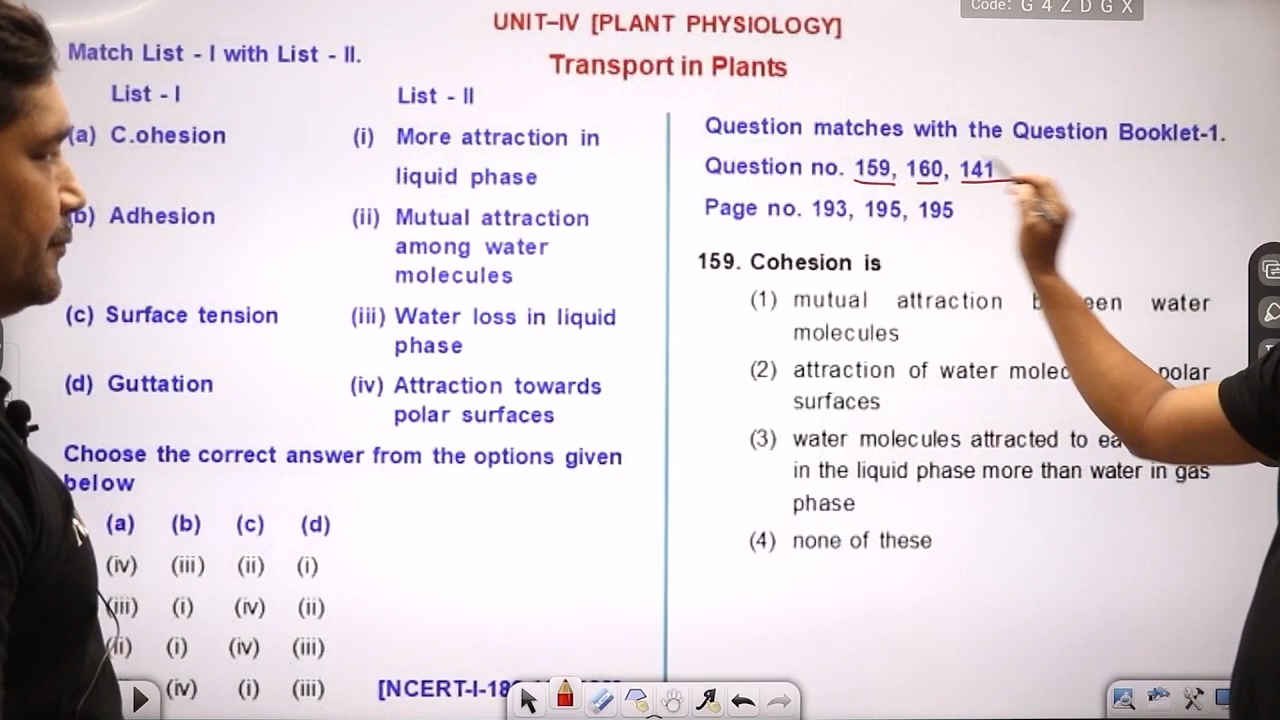 Code: G 4 Z D G X
UNIT–IV [PLANT PHYSIOLOGY]
Transport in Plants
Match List - I with List - II.
List - I List - II
(a) C.ohesion (i) More attraction in
liquid phase
b) Adhesion (ii) Mutual attraction
among water
molecules
(c) Surface tension (iii) Water loss in liquid
phase
(d) Guttation (iv) Attraction towards
polar surfaces
Choose the correct answer from the options given
below
(a) (b) (c) (d)
(iv) (iii) (ii) (i)
(iii) (i) (iv) (ii)
(ii) (i) (iv) (iii)
(iv) (i) (iii)
[NCERT-I-18
Question matches with the Question Booklet-1.
Question no. 159, 160, 141
Page no. 193, 195, 195
159. Cohesion is
(1) mutual attraction between water
molecules
(2) attraction of water polar
surfaces
(3) water molecules attracted to
in the liquid phase more than water in gas
phase
(4) none of these